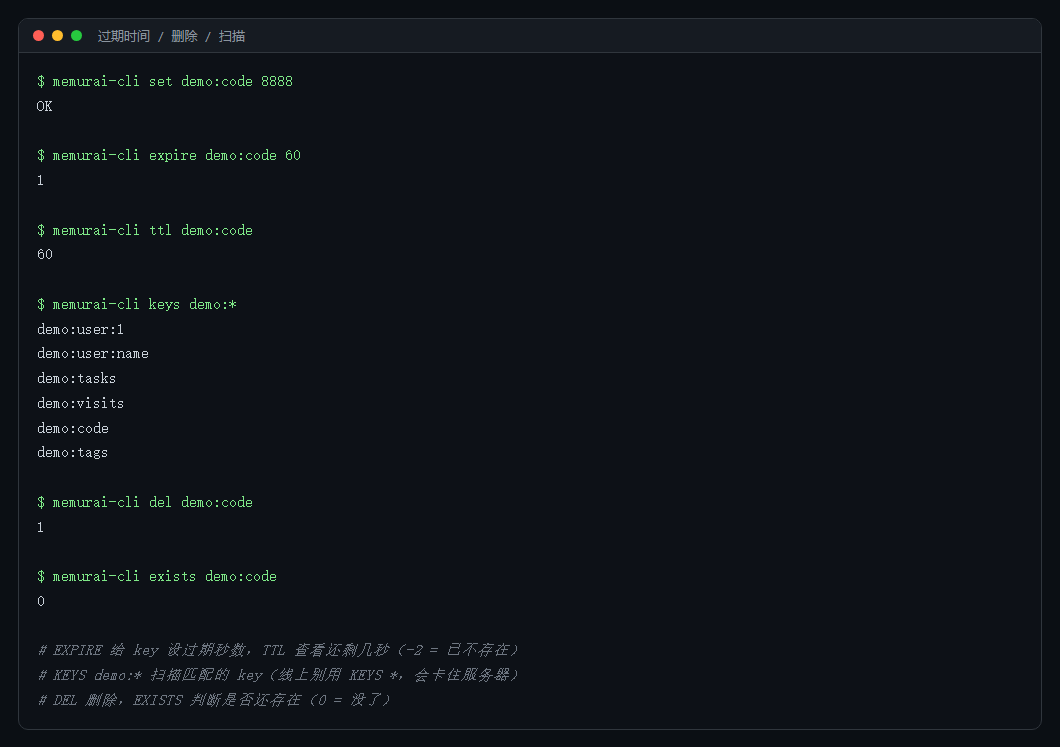 过期时间 / 删除 / 扫描
$ memurai-cli set demo:code 8888
OK
$ memurai-cli expire demo:code 60
1
$ memurai-cli ttl demo:code
60
$ memurai-cli keys demo:*
demo:user:1
demo:user:name
demo:tasks
demo:visits
demo:code
demo:tags
$ memurai-cli del demo:code
1
$ memurai-cli exists demo:code
0
# EXPIRE 给 key 设过期秒数，TTL 查看还剩几秒（-2 = 已不存在）
# KEYS demo:* 扫描匹配的 key（线上别用 KEYS *，会卡住服务器）
# DEL 删除，EXISTS 判断是否还存在（0 = 没了）